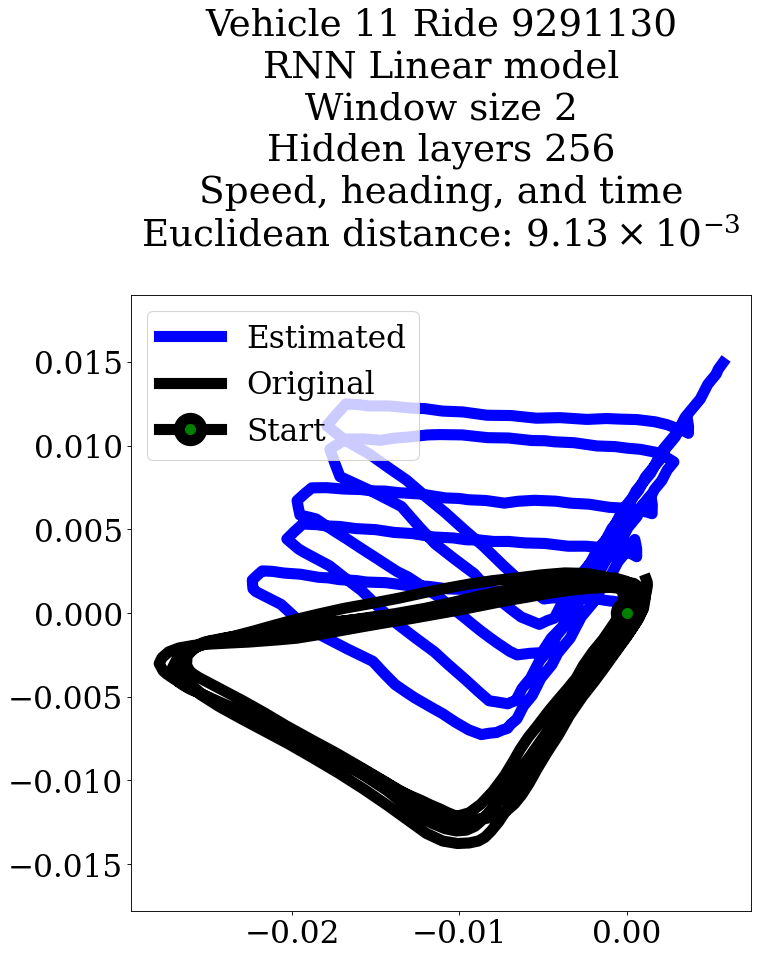 Vehicle 11 Ride 9291130
RNN Linear model
Window size 2
Hidden layers 256
Speed, heading, and time
Euclidean distance: 9.13 × 10⁻³
Estimated
Original
Start
0.015
0.010
0.005
0.000
−0.005
−0.010
−0.015
−0.02 −0.01 0.00